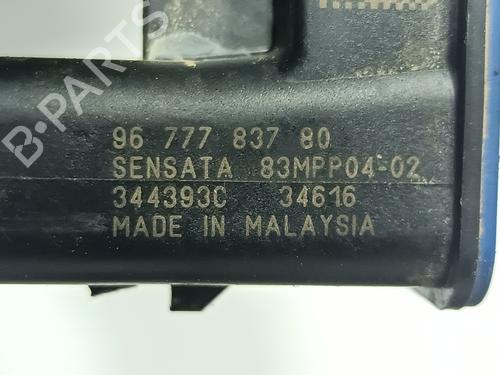 B-PARTS
96 777 837 80
SENSATA 83MPP04-02
344393C 34616
MADE IN MALAYSIA